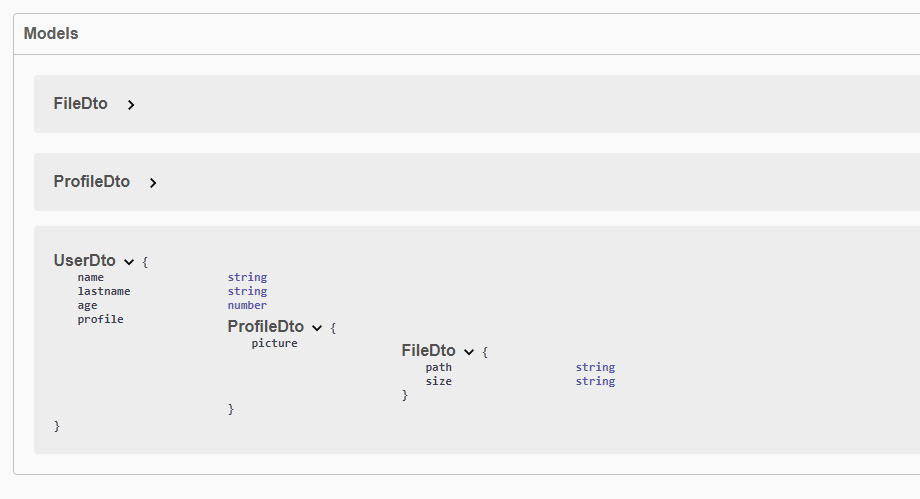 Models
FileDto
ProfileDto
UserDto {
name string
lastname string
age number
profile
ProfileDto {
picture
FileDto {
path string
size string
}
}
}